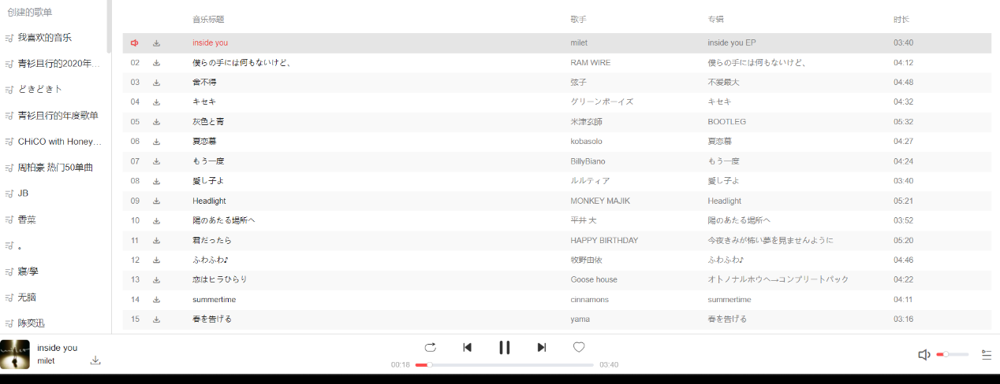 创建的歌单
我喜欢的音乐
青衫且行的2020年…
どきどき卜
青衫且行的年度歌单
CHiCO with Honey…
周柏豪 热门50单曲
JB
香菜
。
寢/學
无脑
陈奕迅
音乐标题 歌手 专辑 时长
inside you milet inside you EP 03:40
02 僕らの手には何もないけど、 RAM WIRE 僕らの手には何もないけど、 04:12
03 舍不得 弦子 不爱最大 04:48
04 キセキ グリーンボーイズ キセキ 04:32
05 灰色と青 米津玄師 BOOTLEG 05:32
06 夏恋慕 kobasolo 夏恋慕 04:27
07 もう一度 BillyBiano もう一度 04:24
08 愛し子よ ルルティア 愛し子よ 03:40
09 Headlight MONKEY MAJIK Headlight 05:21
10 陽のあたる場所へ 平井 大 陽のあたる場所へ 03:52
11 君だったら HAPPY BIRTHDAY 今夜きみが怖い夢を見ませんように 05:20
12 ふわふわ♪ 牧野由依 ふわふわ♪ 04:46
13 恋はヒラひらり Goose house オトノナルホウヘ→コンプリートパック 04:22
14 summertime cinnamons summertime 04:11
15 春を告げる yama 春を告げる 03:16
inside you
milet
00:16 03:40